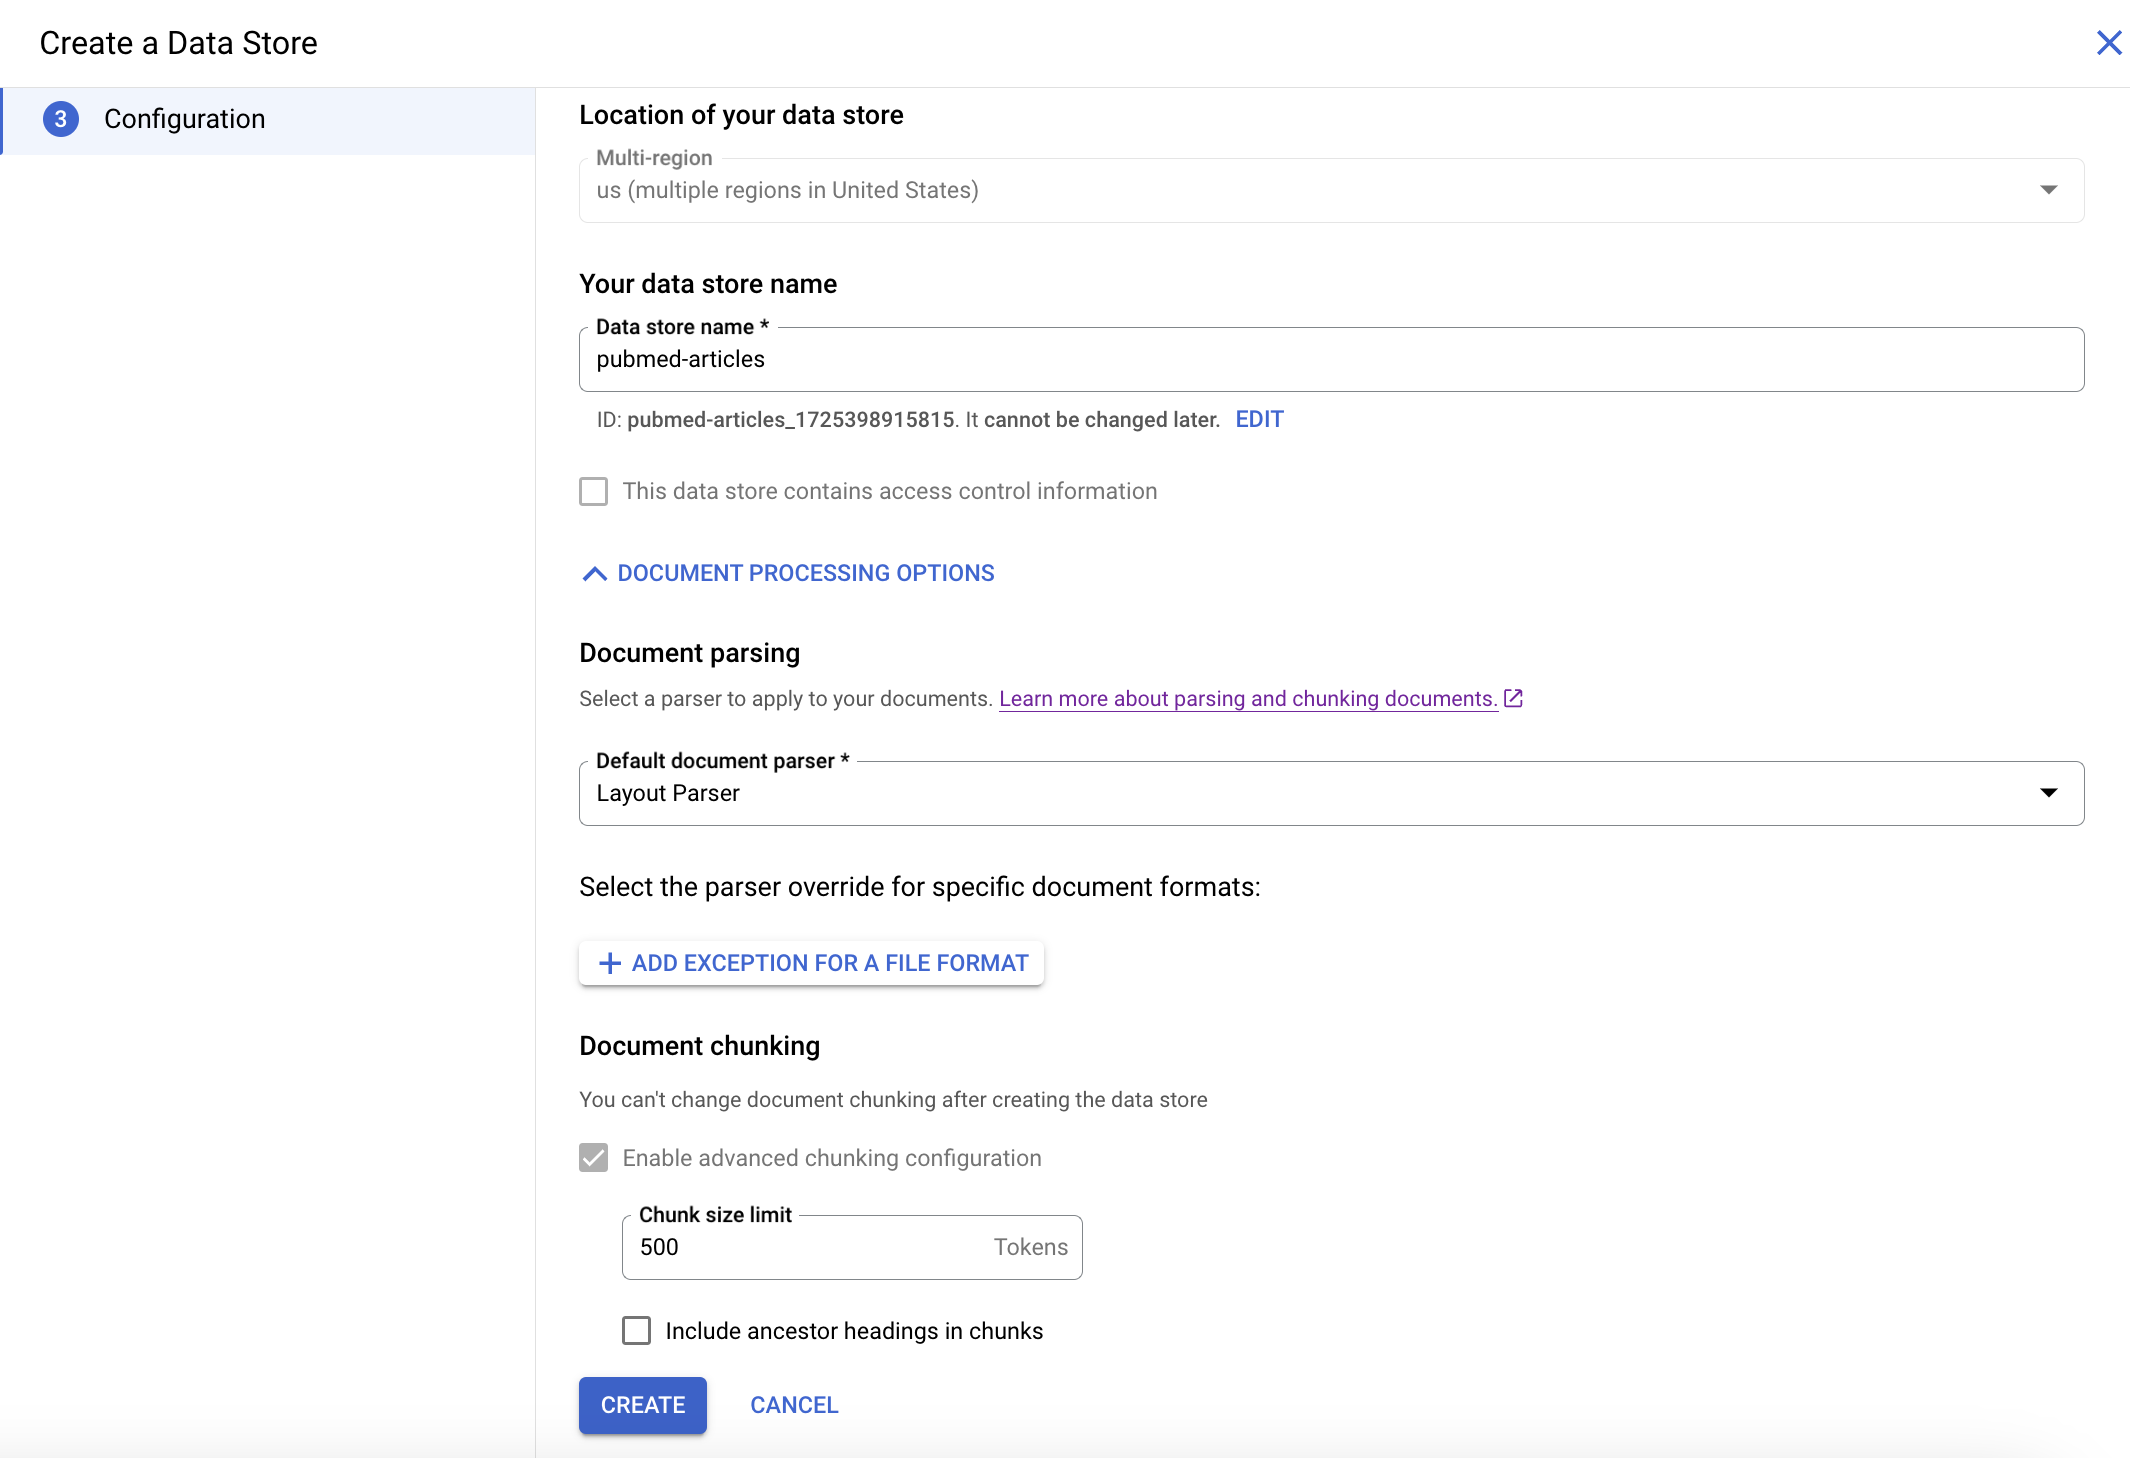 Create a Data Store
3 Configuration
Location of your data store
Multi-region
us (multiple regions in United States)
Your data store name
Data store name *
pubmed-articles
ID: pubmed-articles_1725398915815. It cannot be changed later. EDIT
This data store contains access control information
DOCUMENT PROCESSING OPTIONS
Document parsing
Select a parser to apply to your documents. Learn more about parsing and chunking documents.
Default document parser *
Layout Parser
Select the parser override for specific document formats:
ADD EXCEPTION FOR A FILE FORMAT
Document chunking
You can't change document chunking after creating the data store
Enable advanced chunking configuration
Chunk size limit
500 Tokens
Include ancestor headings in chunks
CREATE CANCEL